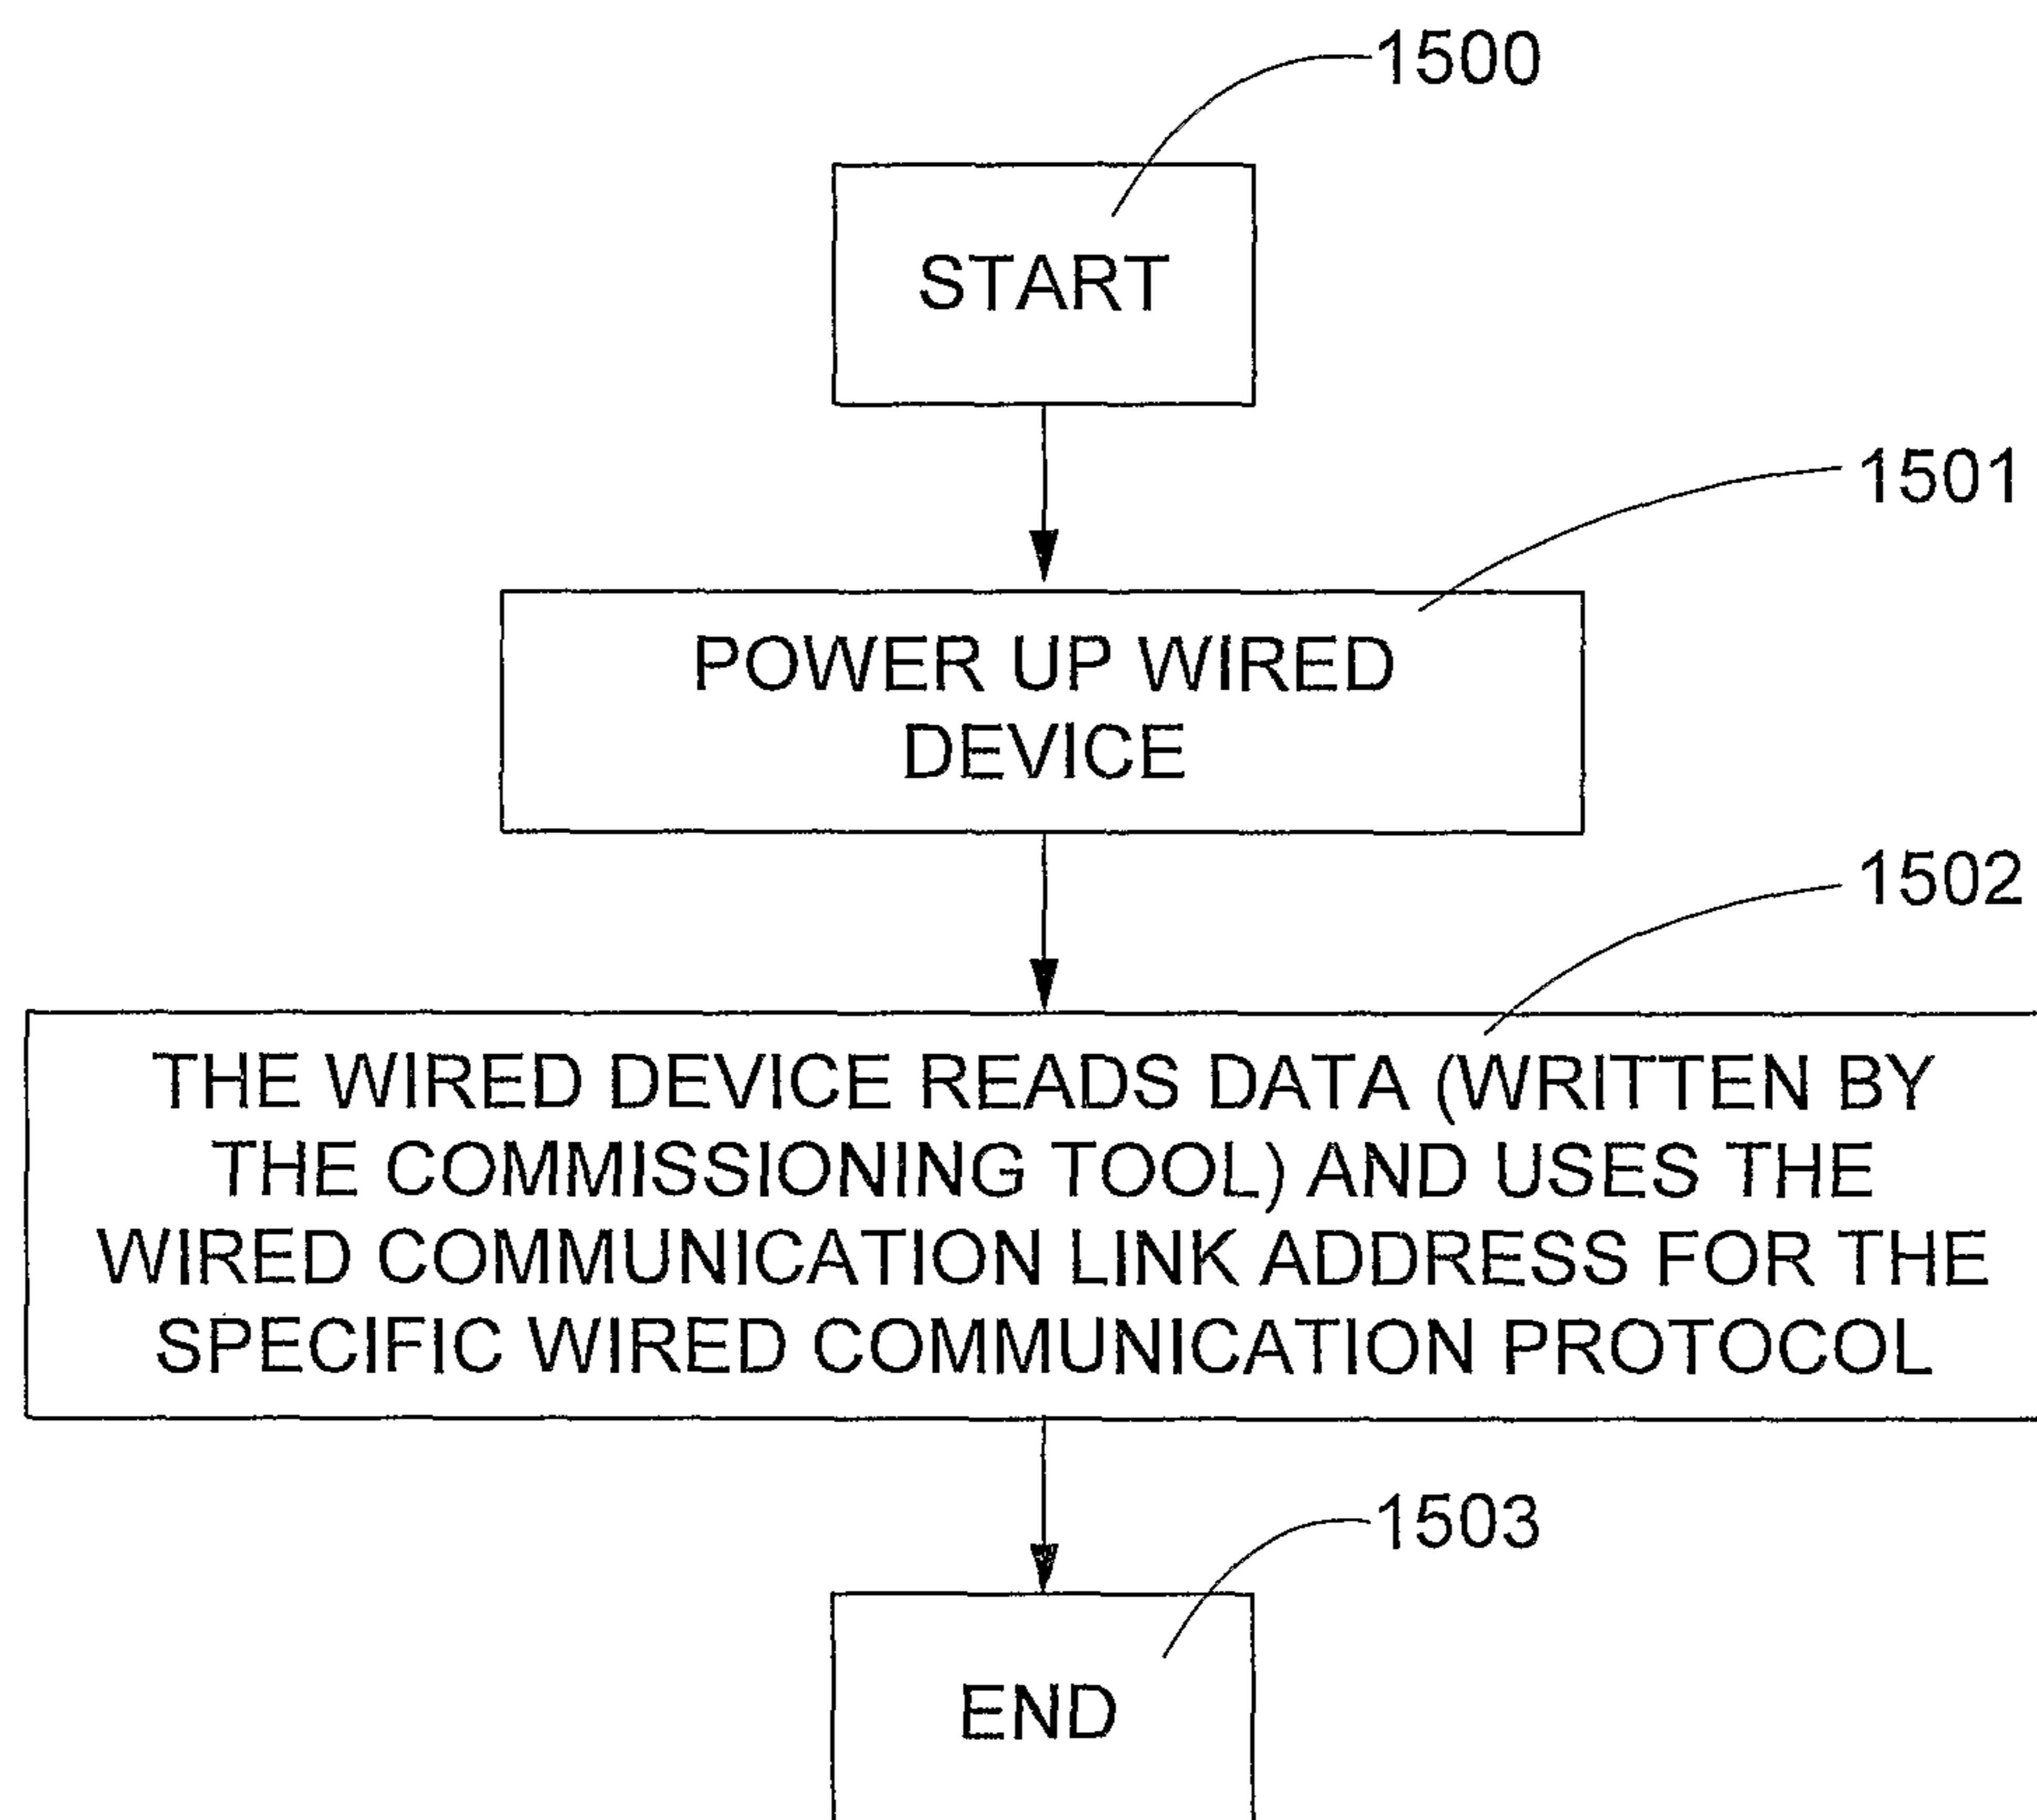 1500
START
1501
POWER UP WIRED
DEVICE
1502
THE WIRED DEVICE READS DATA (WRITTEN BY
THE COMMISSIONING TOOL) AND USES THE
WIRED COMMUNICATION LINK ADDRESS FOR THE
SPECIFIC WIRED COMMUNICATION PROTOCOL
1503
END